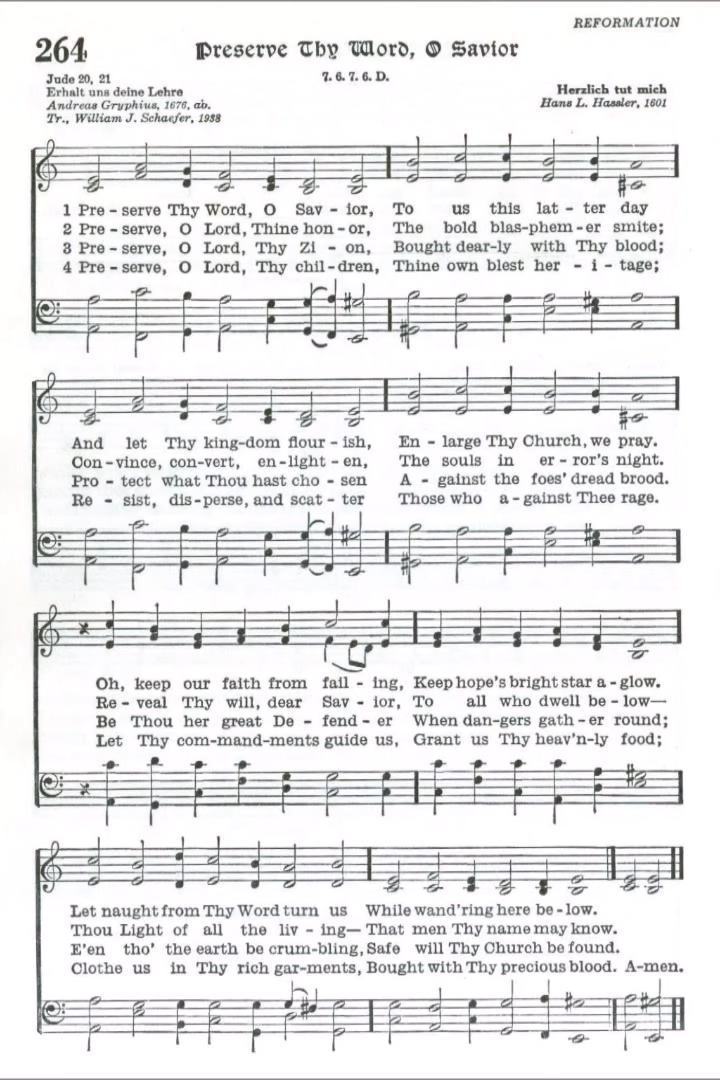 REFORMATION
264 Preserve Thy Word, O Savior
Jude 20, 21
7. 6. 7. 6. D.
Erhalt uns deine Lehre
Herzlich tut mich
Andreas Gryphius, 1676, ab.
Hans L. Hassler, 1601
Tr., William J. Schaefer, 1938
1 Pre - serve Thy Word, O Sav - ior, To us this lat - ter day
2 Pre - serve, O Lord, Thine hon - or, The bold blas-phem - er smite;
3 Pre - serve, O Lord, Thy Zi - on, Bought dear-ly with Thy blood;
4 Pre - serve, O Lord, Thy chil - dren, Thine own blest her - i - tage;
And let Thy king-dom flour - ish, En - large Thy Church, we pray.
Con-vince, con-vert, en-light - en, The souls in er - ror's night.
Pro - tect what Thou hast cho - sen A - gainst the foes' dread brood.
Re - sist, dis-perse, and scat - ter Those who a - gainst Thee rage.
Oh, keep our faith from fail - ing, Keep hope's bright star a - glow.
Re - veal Thy will, dear Sav - ior, To all who dwell be - low—
Be Thou her great De - fend - er When dan-gers gath - er round;
Let Thy com-mand-ments guide us, Grant us Thy heav'n-ly food;
Let naught from Thy Word turn us While wand'ring here be - low.
Thou Light of all the liv - ing— That men Thy name may know.
E'en tho' the earth be crum-bling, Safe will Thy Church be found.
Clothe us in Thy rich gar-ments, Bought with Thy precious blood. A-men.